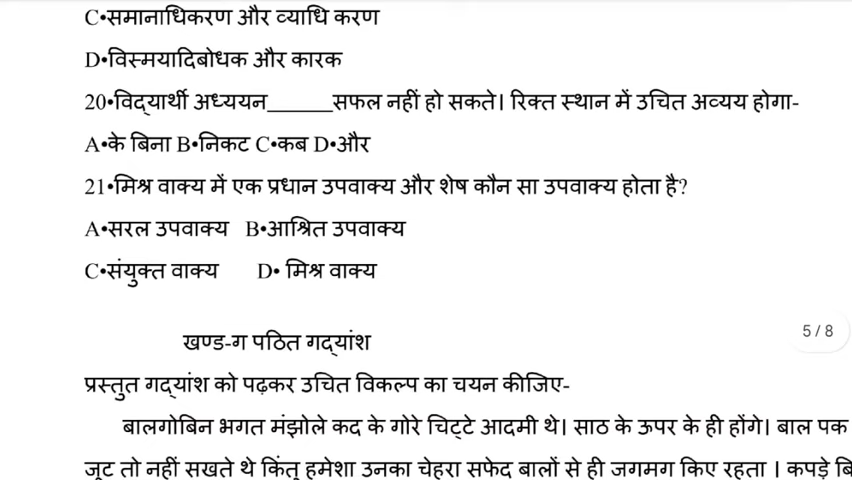 C•समानाधिकरण और व्याधि करण
D•विस्मयादिबोधक और कारक
20•विद्यार्थी अध्ययन______सफल नहीं हो सकते। रिक्त स्थान में उचित अव्यय होगा-
A•के बिना B•निकट C•कब D•और
21•मिश्र वाक्य में एक प्रधान उपवाक्य और शेष कौन सा उपवाक्य होता है?
A•सरल उपवाक्य B•आश्रित उपवाक्य
C•संयुक्त वाक्य D• मिश्र वाक्य
5 / 8
खण्ड-ग पठित गद्यांश
प्रस्तुत गद्यांश को पढ़कर उचित विकल्प का चयन कीजिए-
बालगोबिन भगत मंझोले कद के गोरे चिट्टे आदमी थे। साठ के ऊपर के ही होंगे। बाल पक
जूट तो नहीं सखते थे किंतु हमेशा उनका चेहरा सफेद बालों से ही जगमग किए रहता । कपड़े बि